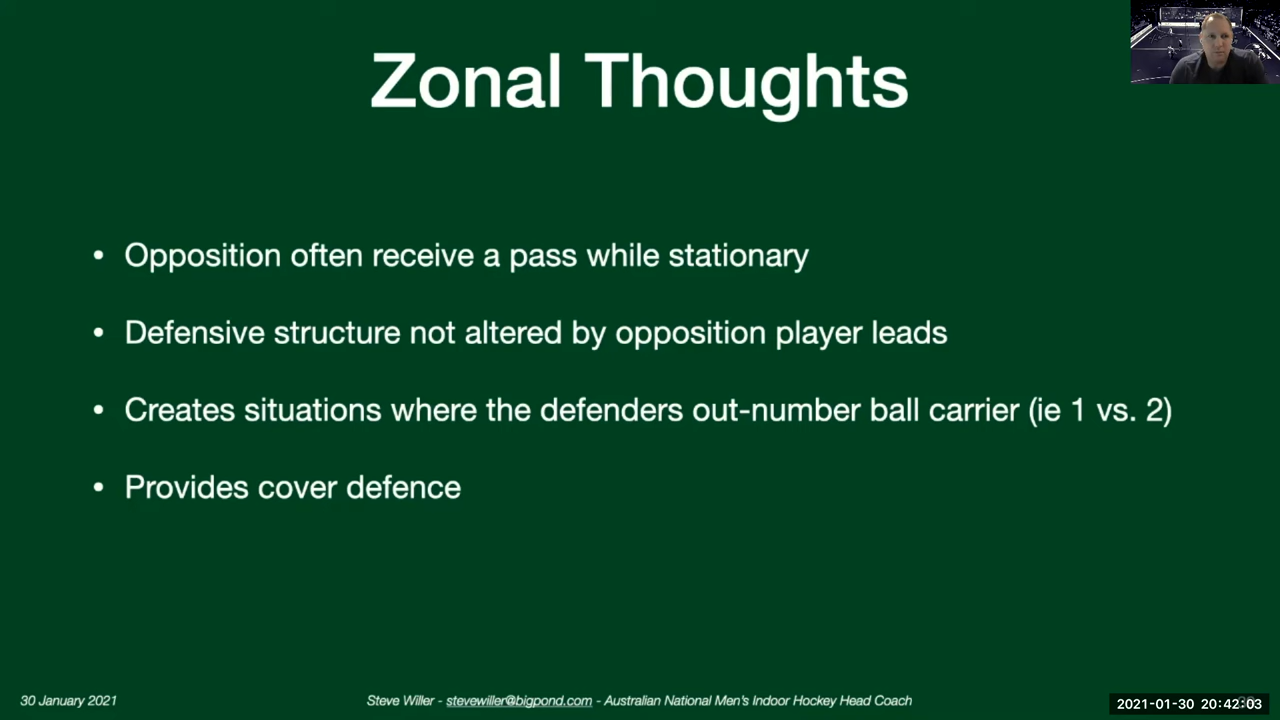 Zonal Thoughts
• Opposition often receive a pass while stationary
• Defensive structure not altered by opposition player leads
• Creates situations where the defenders out-number ball carrier (ie 1 vs. 2)
• Provides cover defence
30 January 2021
Steve Willer - stevewiller@bigpond.com - Australian National Men's Indoor Hockey Head Coach
2021-01-30 20:42:03